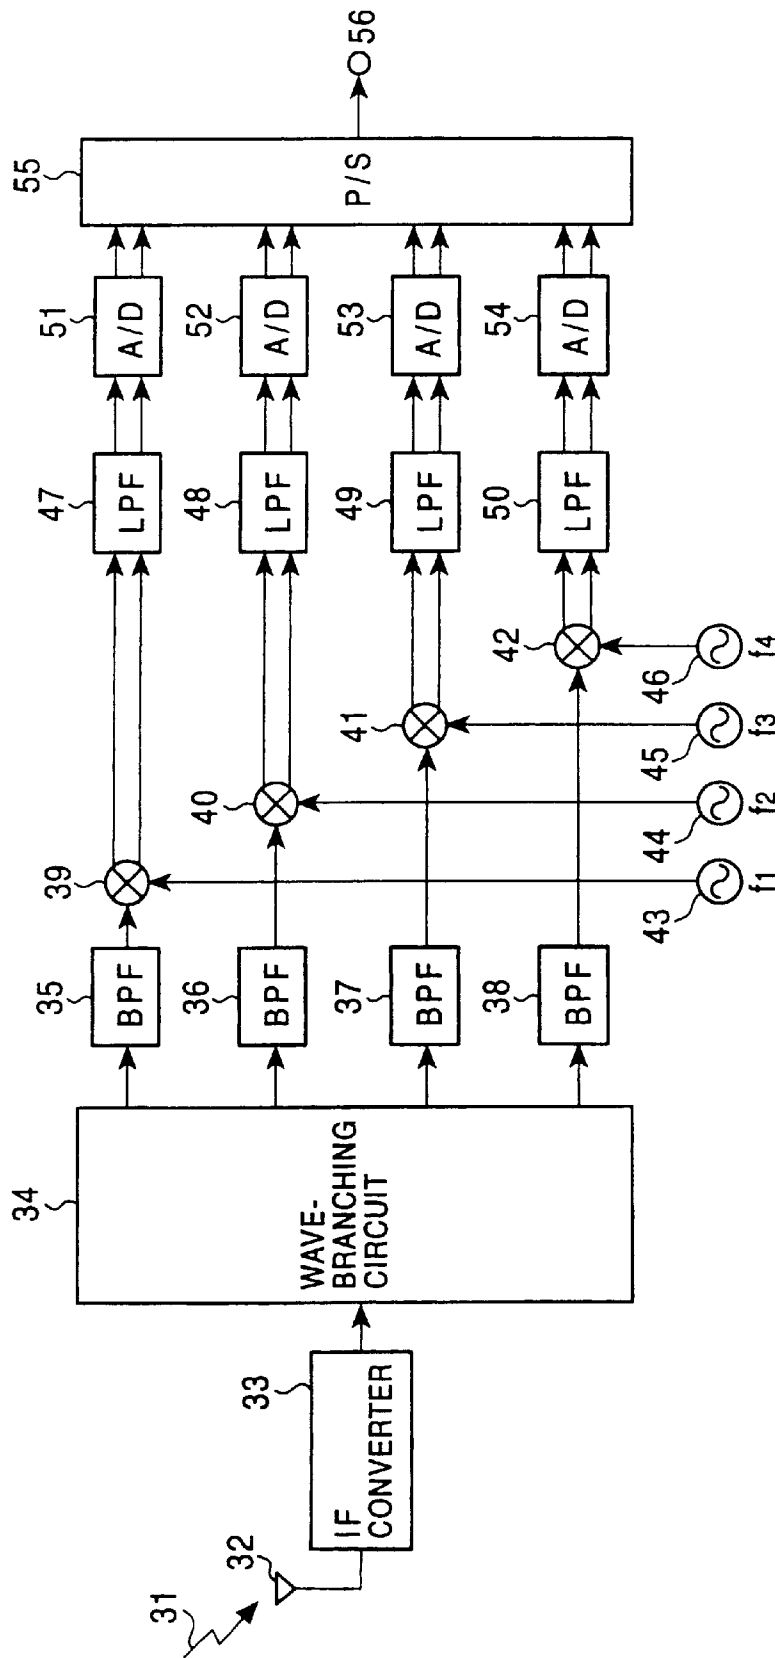 31
32
33
IF
CONVERTER
34
WAVE-
BRANCHING
CIRCUIT
35
BPF
39
47
LPF
51
A/D
36
BPF
40
48
LPF
52
A/D
37
BPF
41
49
LPF
53
A/D
38
BPF
42
50
LPF
54
A/D
55
P/S
56
43
f1
44
f2
45
f3
46
f4